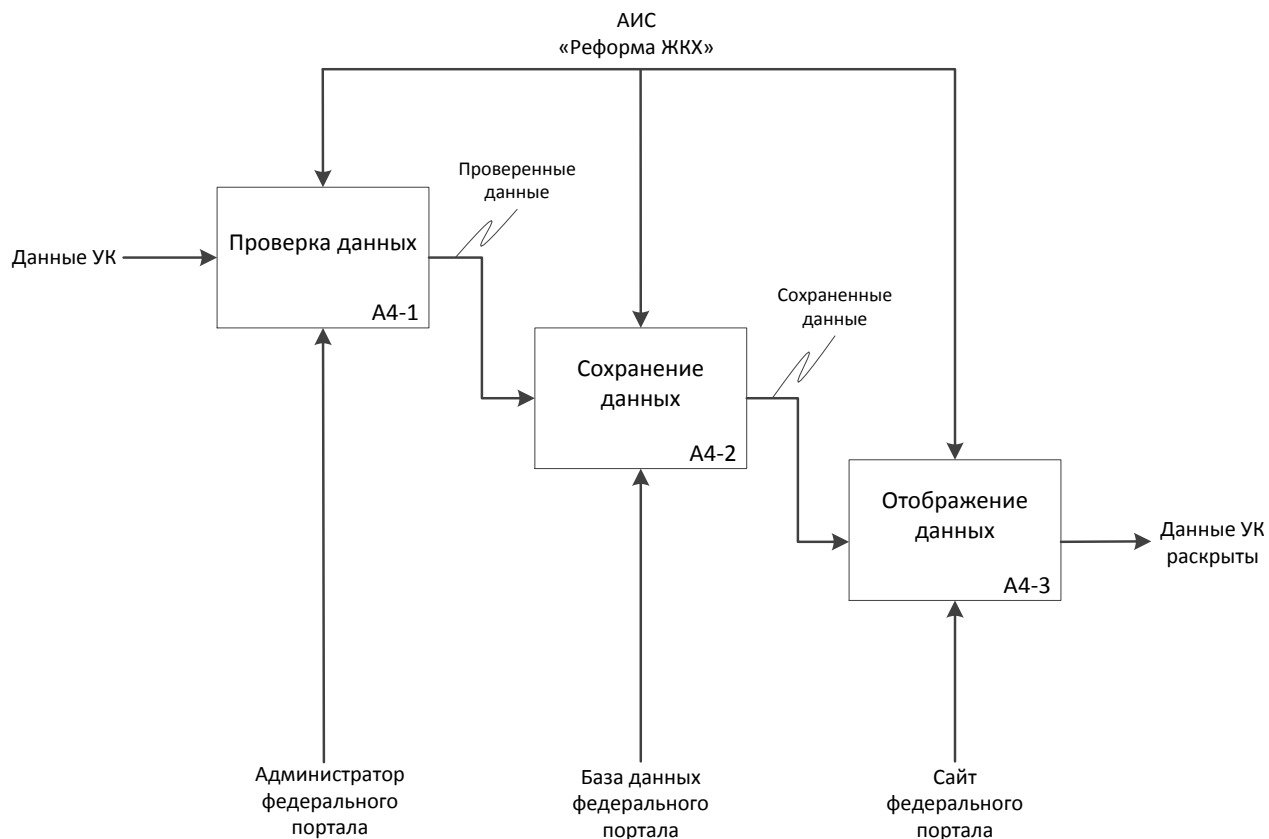 АИС
«Реформа ЖКХ»
Проверенные
данные
Данные УК
Проверка данных
А4-1
Сохраненные
данные
Сохранение
данных
А4-2
Отображение
данных
А4-3
Данные УК
раскрыты
Администратор
федерального
портала
База данных
федерального
портала
Сайт
федерального
портала